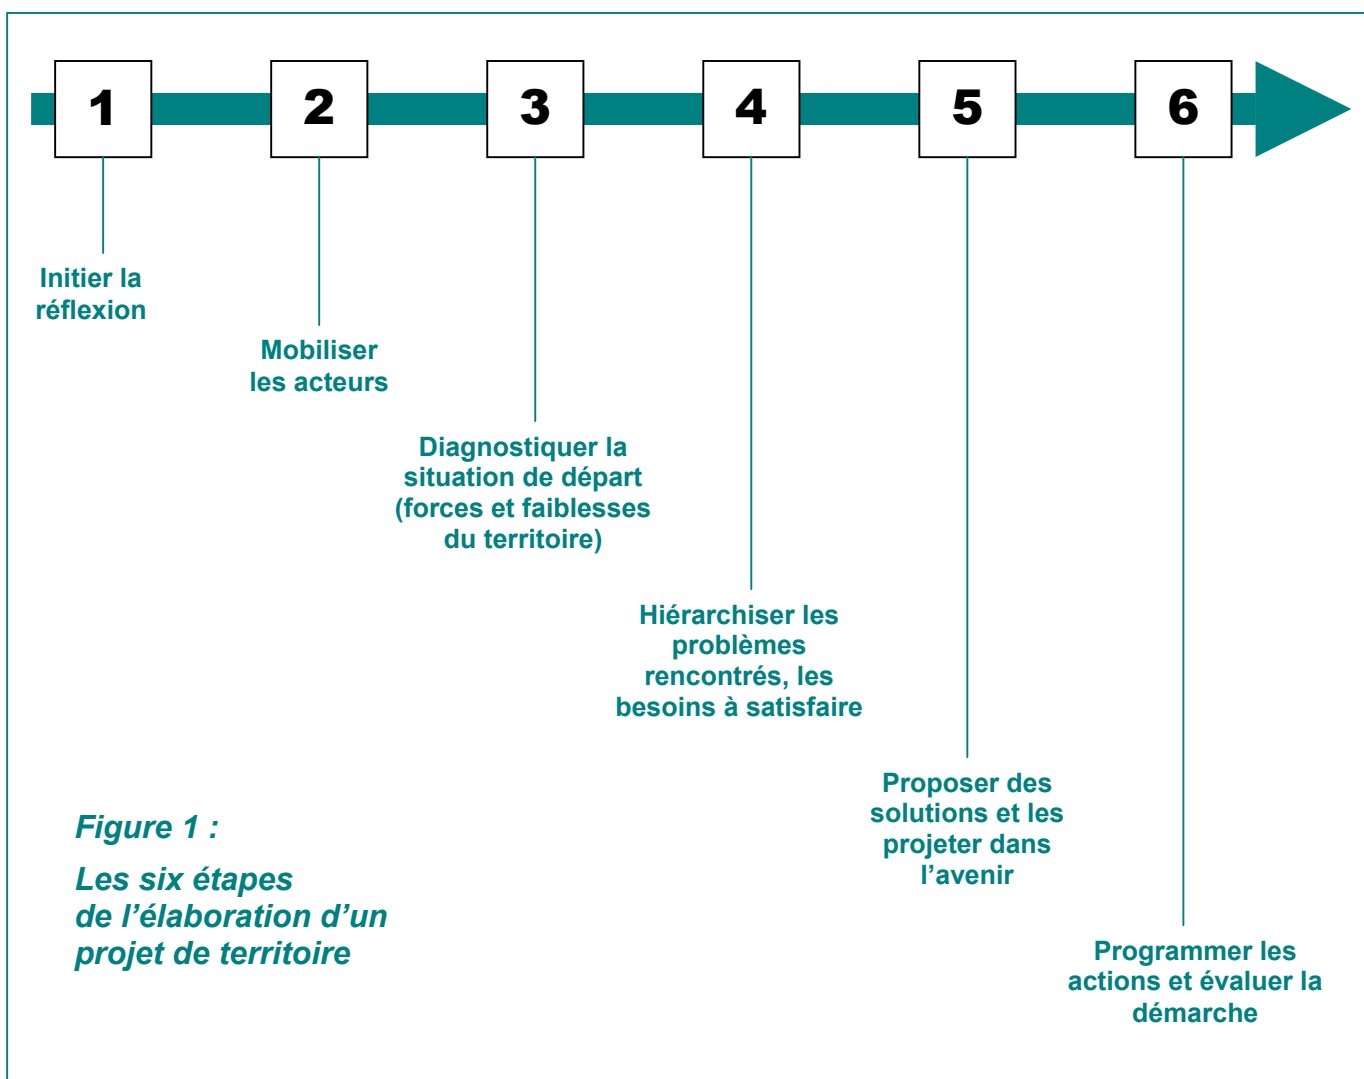 1 2 3 4 5 6
Initier la
réflexion
Mobiliser
les acteurs
Diagnostiquer la
situation de départ
(forces et faiblesses
du territoire)
Hiérarchiser les
problèmes
rencontrés, les
besoins à satisfaire
Proposer des
solutions et les
projeter dans
l’avenir
Programmer les
actions et évaluer la
démarche
Figure 1 :
Les six étapes
de l’élaboration d’un
projet de territoire